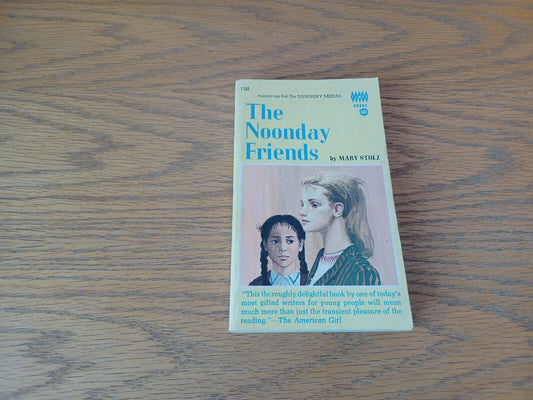 runner-up for the NEWBERY MEDAL
The
Noonday
Friends
by MARY STOLZ
"This thoroughly delightful book by one of today's
most gifted writers for young people will mean
much more than just the transient pleasure of the
reading."—The American Girl